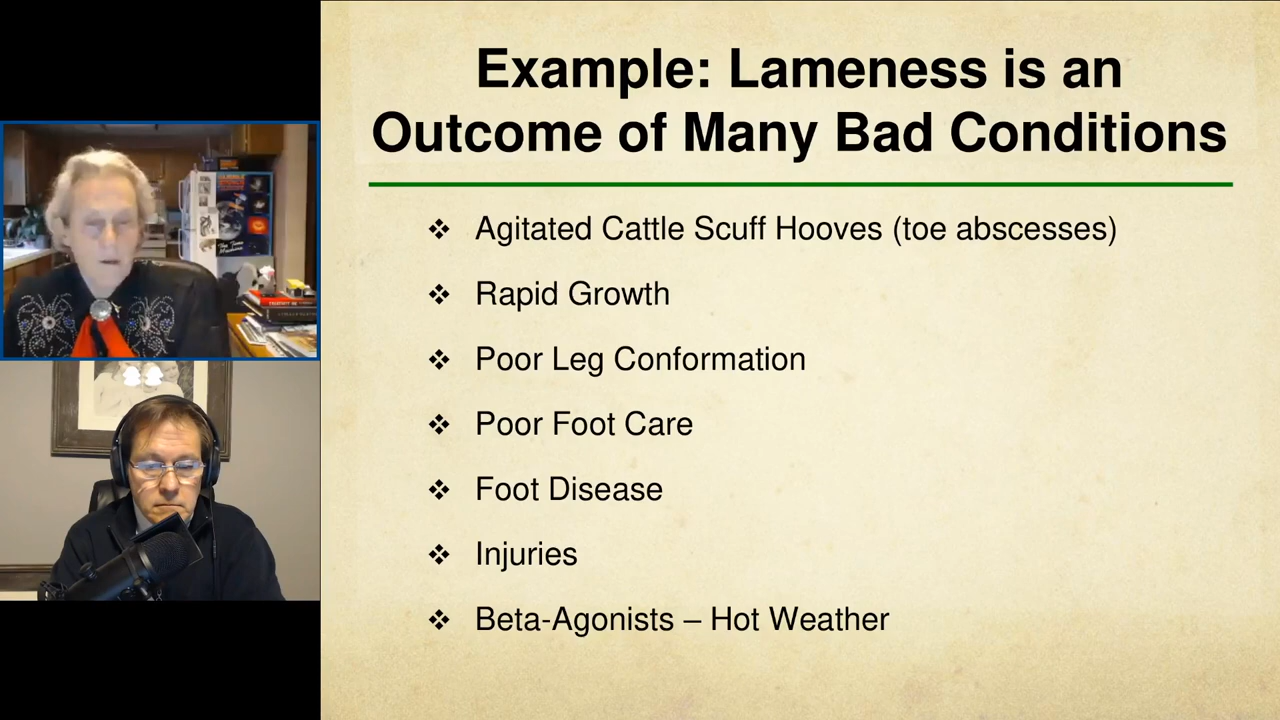 Example: Lameness is an
Outcome of Many Bad Conditions
❖ Agitated Cattle Scuff Hooves (toe abscesses)
❖ Rapid Growth
❖ Poor Leg Conformation
❖ Poor Foot Care
❖ Foot Disease
❖ Injuries
❖ Beta-Agonists – Hot Weather